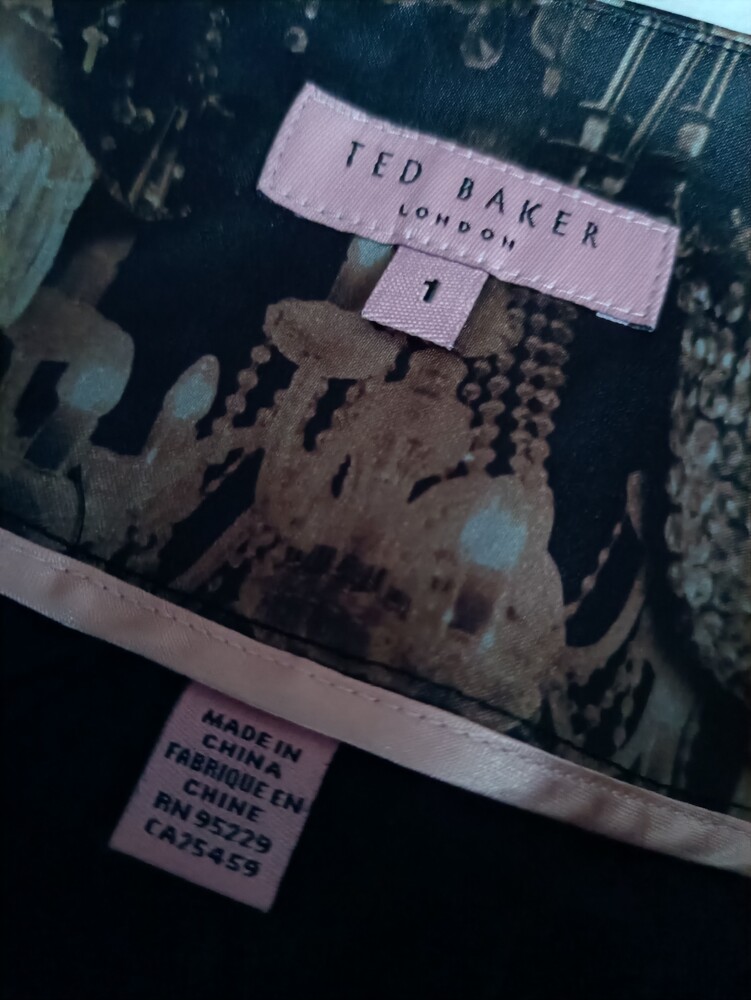 TED BAKER
LONDON
1
MADE IN
CHINA
FABRIQUE EN
CHINE
RN 95229
CA25459